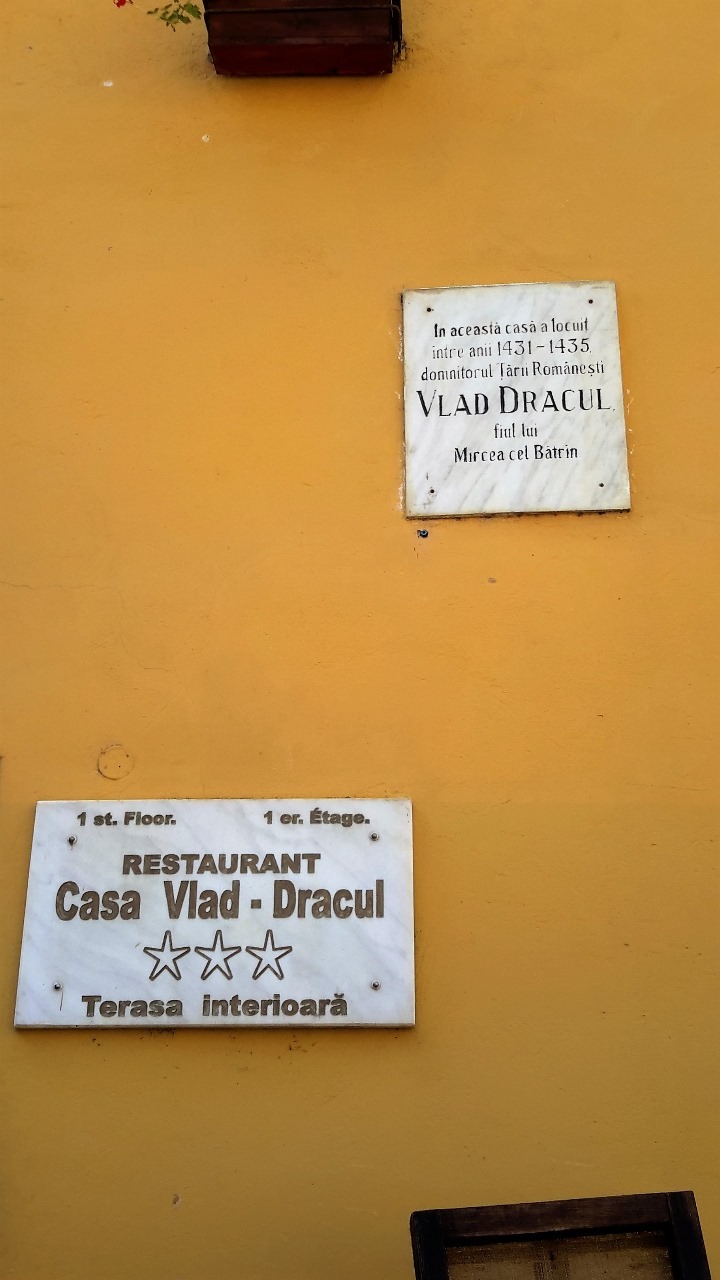 In această casă a locuit
între anii 1431-1435,
domnitorul Țării Românești
VLAD DRACUL,
fiul lui
Mircea cel Bătrîn
1 st. Floor. 1 er. Étage.
RESTAURANT
Casa Vlad - Dracul
Terasa interioară